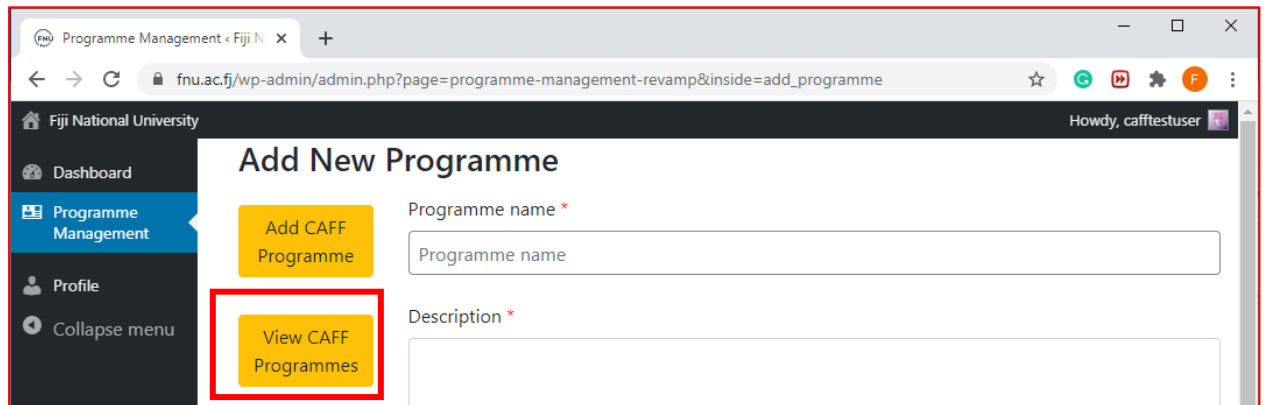 FNU Programme Management ‹ Fiji N
fnu.ac.fj/wp-admin/admin.php?page=programme-management-revamp&inside=add_programme
F
Fiji National University
Howdy, cafftestuser
Dashboard
Programme
Management
Profile
Collapse menu
Add New Programme
Add CAFF
Programme
View CAFF
Programmes
Programme name *
Programme name
Description *